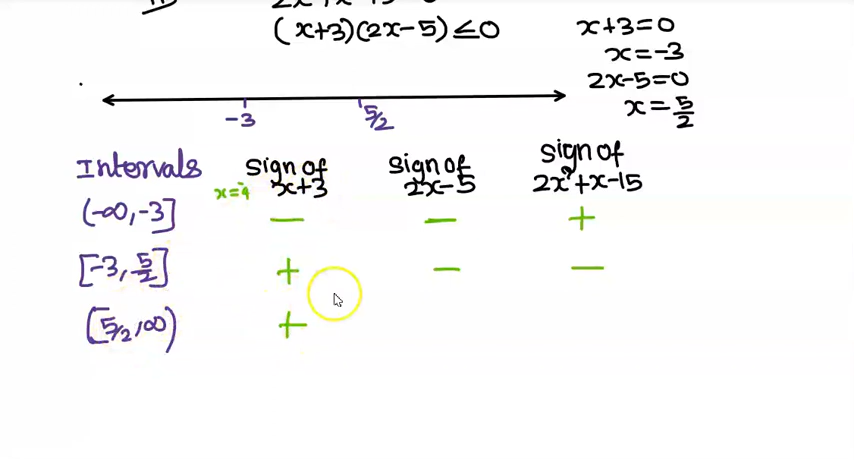 (x+3)(2x-5)≤0
x+3=0
x=-3
2x-5=0
x=5/2
-3 5/2
Intervals
sign of x+3
sign of 2x-5
sign of 2x²+x-15
x=-4
(-∞,-3] — — +
[-3, 5/2] + — —
[5/2,∞) +